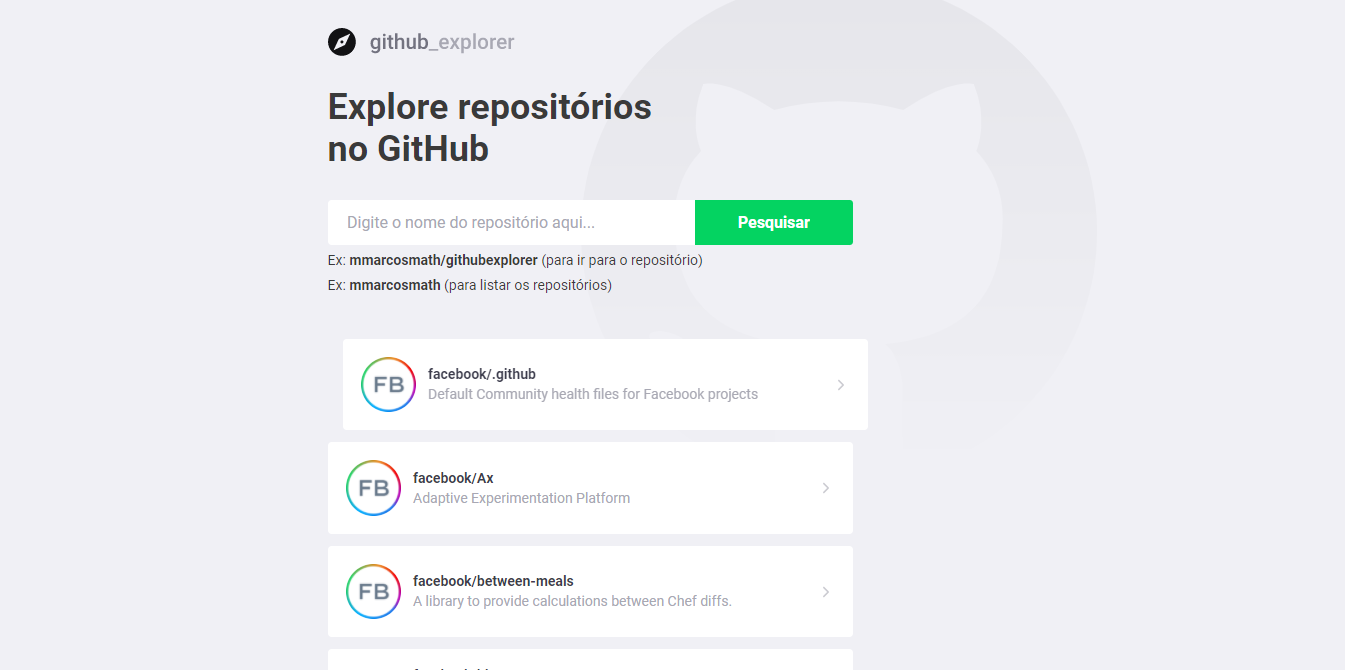 github_explorer
Explore repositórios
no GitHub
Digite o nome do repositório aqui...
Pesquisar
Ex: mmarcosmath/githubexplorer (para ir para o repositório)
Ex: mmarcosmath (para listar os repositórios)
FB
facebook/.github
Default Community health files for Facebook projects
FB
facebook/Ax
Adaptive Experimentation Platform
FB
facebook/between-meals
A library to provide calculations between Chef diffs.